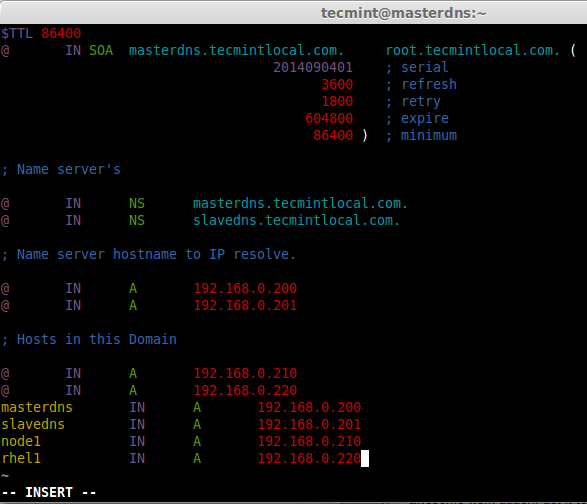 tecmint@masterdns:~
$TTL 86400
@ IN SOA masterdns.tecmintlocal.com. root.tecmintlocal.com. (
2014090401 ; serial
3600 ; refresh
1800 ; retry
604800 ; expire
86400 ) ; minimum
; Name server's
@ IN NS masterdns.tecmintlocal.com.
@ IN NS slavedns.tecmintlocal.com.
; Name server hostname to IP resolve.
@ IN A 192.168.0.200
@ IN A 192.168.0.201
; Hosts in this Domain
@ IN A 192.168.0.210
@ IN A 192.168.0.220
masterdns IN A 192.168.0.200
slavedns IN A 192.168.0.201
node1 IN A 192.168.0.210
rhel1 IN A 192.168.0.220
~
-- INSERT --